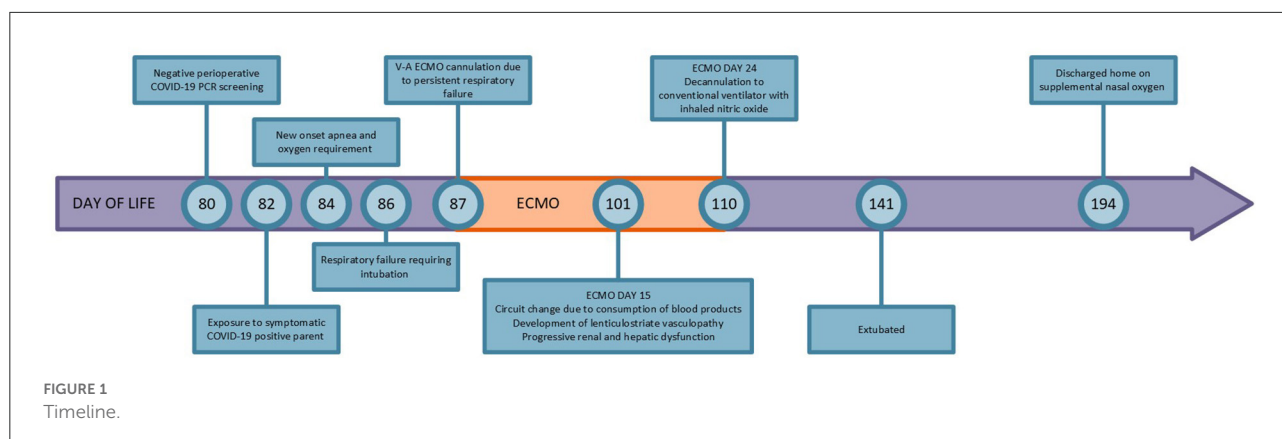 Negative perioperative
COVID-19 PCR screening
New onset apnea and
oxygen requirement
V-A ECMO cannulation due
to persistent respiratory
failure
ECMO DAY 24
Decannulation to
conventional ventilator with
inhaled nitric oxide
Discharged home on
supplemental nasal oxygen
DAY OF LIFE 80 82 84 86 87 ECMO 101 110 141 194
Exposure to symptomatic
COVID-19 positive parent
Respiratory failure requiring
intubation
ECMO DAY 15
Circuit change due to consumption of blood products
Development of lenticulostriate vasculopathy
Progressive renal and hepatic dysfunction
Extubated
FIGURE 1
Timeline.